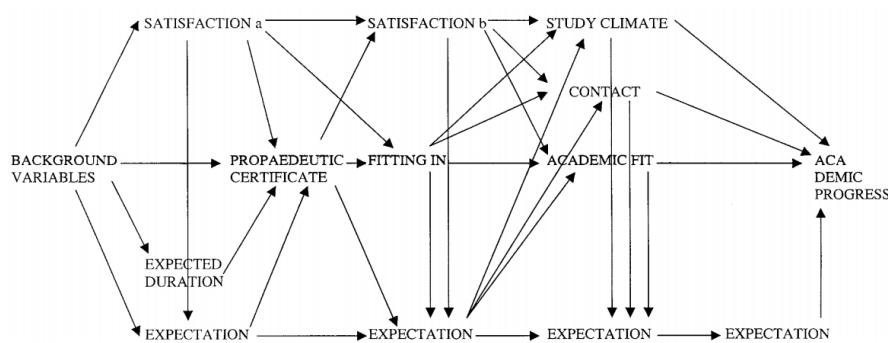 SATISFACTION a SATISFACTION b STUDY CLIMATE
CONTACT
BACKGROUND VARIABLES
PROPAEDEUTIC CERTIFICATE
FITTING IN
ACADEMIC FIT
ACA
DEMIC
PROGRESS
EXPECTED
DURATION
EXPECTATION EXPECTATION EXPECTATION EXPECTATION